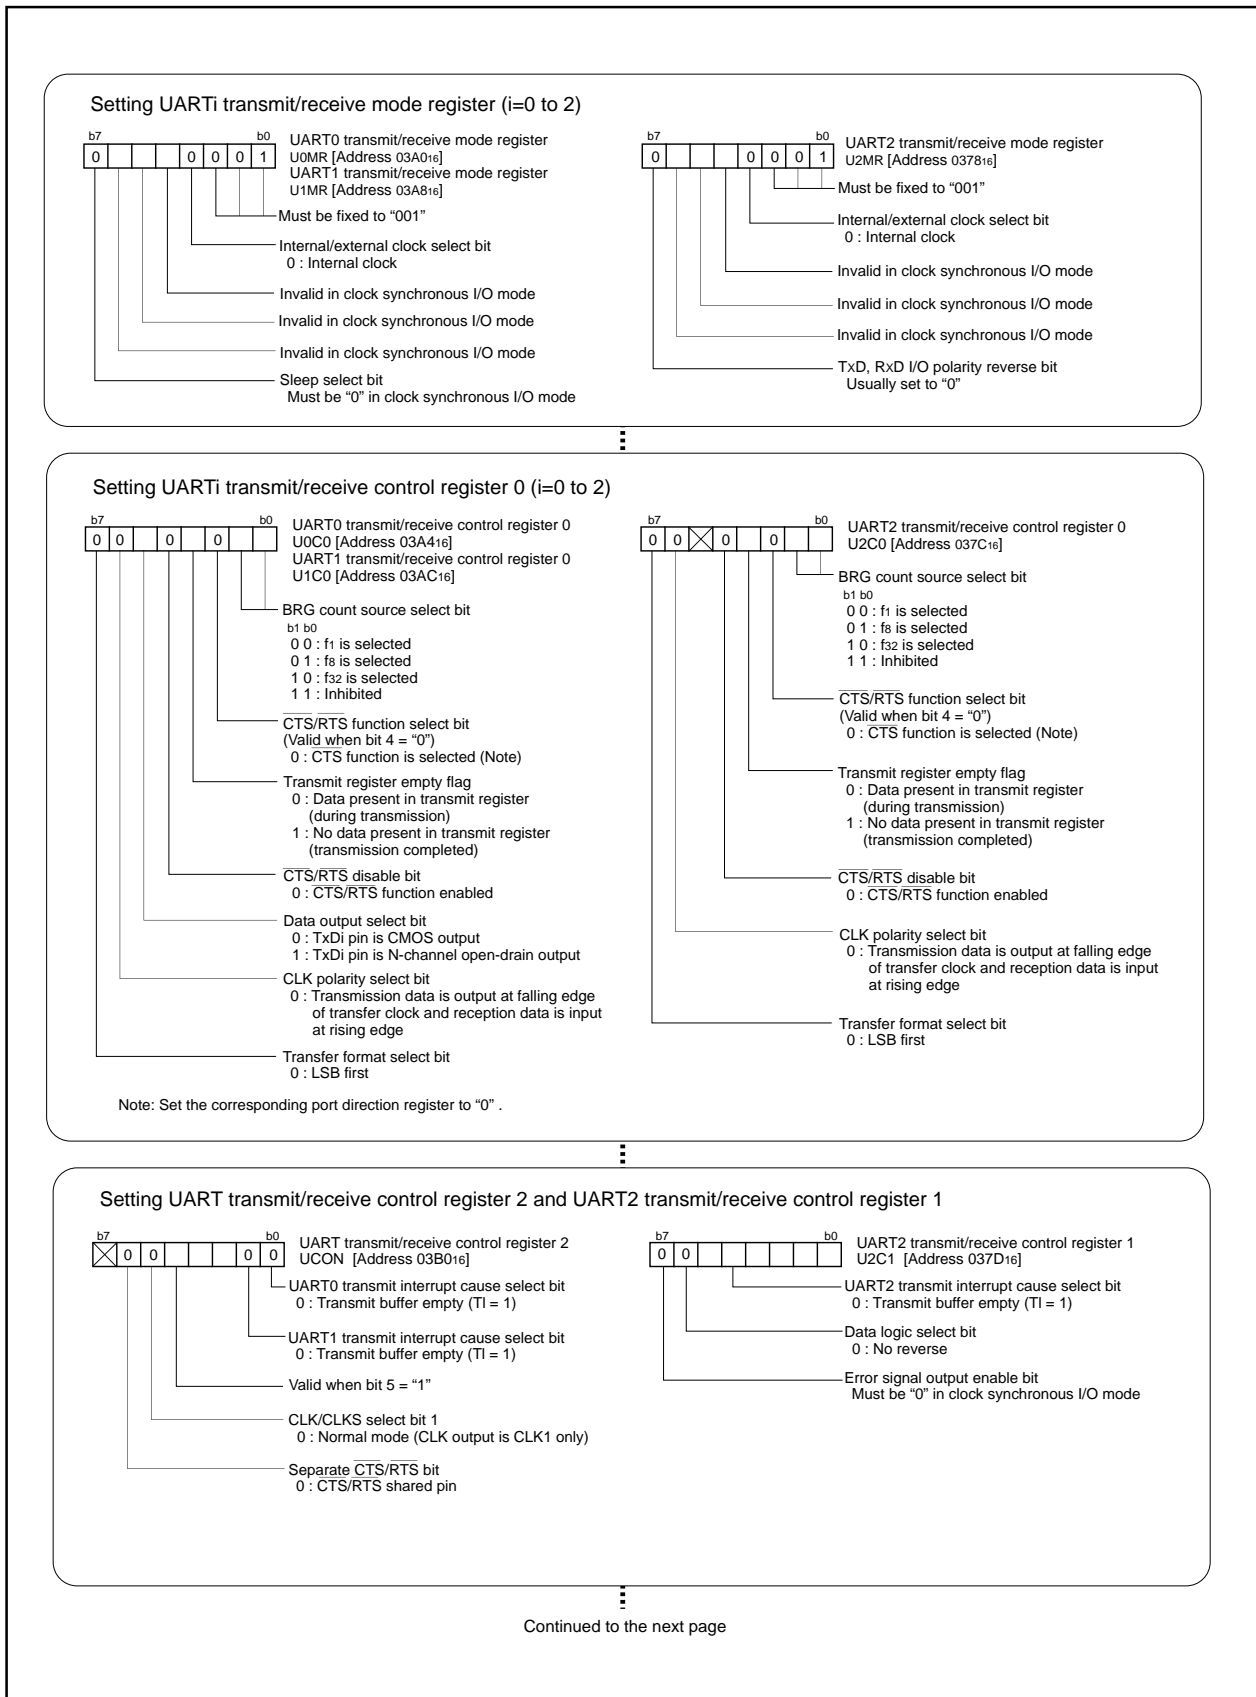 Setting UARTi transmit/receive mode register (i=0 to 2)
b7 b0
0 0 0 0 1
UART0 transmit/receive mode register
U0MR [Address 03A016]
UART1 transmit/receive mode register
U1MR [Address 03A816]
Must be fixed to “001”
Internal/external clock select bit
0 : Internal clock
Invalid in clock synchronous I/O mode
Invalid in clock synchronous I/O mode
Invalid in clock synchronous I/O mode
Sleep select bit
Must be “0” in clock synchronous I/O mode
b7 b0
0 0 0 0 1
UART2 transmit/receive mode register
U2MR [Address 037816]
Must be fixed to “001”
Internal/external clock select bit
0 : Internal clock
Invalid in clock synchronous I/O mode
Invalid in clock synchronous I/O mode
Invalid in clock synchronous I/O mode
TxD, RxD I/O polarity reverse bit
Usually set to “0”
Setting UARTi transmit/receive control register 0 (i=0 to 2)
b7 b0
0 0 0 0
UART0 transmit/receive control register 0
U0C0 [Address 03A416]
UART1 transmit/receive control register 0
U1C0 [Address 03AC16]
BRG count source select bit
b1 b0
0 0 : f1 is selected
0 1 : f8 is selected
1 0 : f32 is selected
1 1 : Inhibited
CTS/RTS function select bit
(Valid when bit 4 = “0”)
0 : CTS function is selected (Note)
Transmit register empty flag
0 : Data present in transmit register
(during transmission)
1 : No data present in transmit register
(transmission completed)
CTS/RTS disable bit
0 : CTS/RTS function enabled
Data output select bit
0 : TxDi pin is CMOS output
1 : TxDi pin is N-channel open-drain output
CLK polarity select bit
0 : Transmission data is output at falling edge
of transfer clock and reception data is input
at rising edge
Transfer format select bit
0 : LSB first
Note: Set the corresponding port direction register to “0” .
b7 b0
0 0 0 0
UART2 transmit/receive control register 0
U2C0 [Address 037C16]
BRG count source select bit
b1 b0
0 0 : f1 is selected
0 1 : f8 is selected
1 0 : f32 is selected
1 1 : Inhibited
CTS/RTS function select bit
(Valid when bit 4 = “0”)
0 : CTS function is selected (Note)
Transmit register empty flag
0 : Data present in transmit register
(during transmission)
1 : No data present in transmit register
(transmission completed)
CTS/RTS disable bit
0 : CTS/RTS function enabled
CLK polarity select bit
0 : Transmission data is output at falling edge
of transfer clock and reception data is input
at rising edge
Transfer format select bit
0 : LSB first
Setting UART transmit/receive control register 2 and UART2 transmit/receive control register 1
b7 b0
0 0 0 0
UART transmit/receive control register 2
UCON [Address 03B016]
UART0 transmit interrupt cause select bit
0 : Transmit buffer empty (TI = 1)
UART1 transmit interrupt cause select bit
0 : Transmit buffer empty (TI = 1)
Valid when bit 5 = “1”
CLK/CLKS select bit 1
0 : Normal mode (CLK output is CLK1 only)
Separate CTS/RTS bit
0 : CTS/RTS shared pin
b7 b0
0 0
UART2 transmit/receive control register 1
U2C1 [Address 037D16]
UART2 transmit interrupt cause select bit
0 : Transmit buffer empty (TI = 1)
Data logic select bit
0 : No reverse
Error signal output enable bit
Must be “0” in clock synchronous I/O mode
Continued to the next page